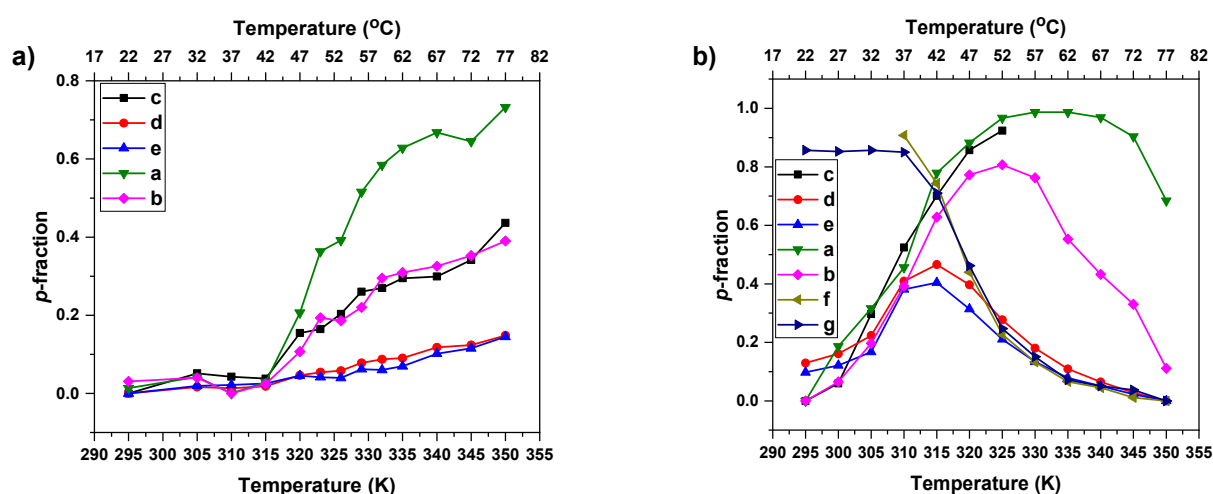 Temperature (°C)
17 22 27 32 37 42 47 52 57 62 67 72 77 82
a)
0.8
0.6
0.4
0.2
0.0
p-fraction
c
d
e
a
b
290 295 300 305 310 315 320 325 330 335 340 345 350 355
Temperature (K)
Temperature (°C)
17 22 27 32 37 42 47 52 57 62 67 72 77 82
b)
1.0
0.8
0.6
0.4
0.2
0.0
p-fraction
c
d
e
a
b
f
g
290 295 300 305 310 315 320 325 330 335 340 345 350 355
Temperature (K)